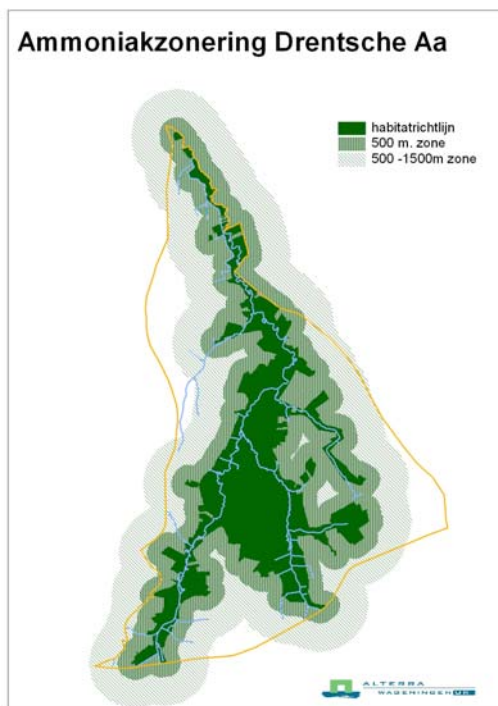 Ammoniakzonering Drentsche Aa
habitatrichtlijn
500 m. zone
500 -1500m zone
ALTERRA
WAGENINGEN UR